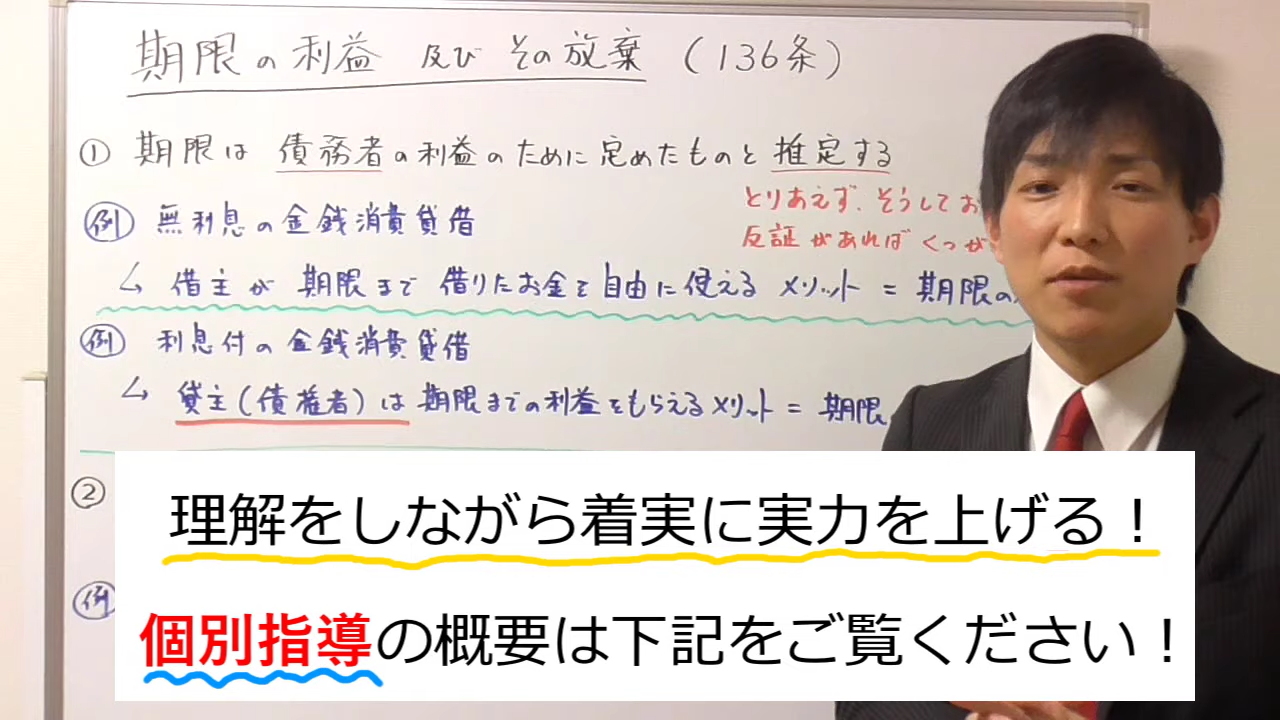 期限の利益 及び その放棄 (136条)
① 期限は 債務者の利益のために定めたものと推定する
とりあえず、そうしてお
反証があればくつが
例 無利息の金銭消費貸借
↳ 借主が 期限まで 借りたお金を自由に使える メリット = 期限の
例 利息付の金銭消費貸借
↳ 貸主(債権者)は期限までの利益をもらえるメリット = 期限
②
例
理解をしながら着実に実力を上げる!
個別指導の概要は下記をご覧ください!